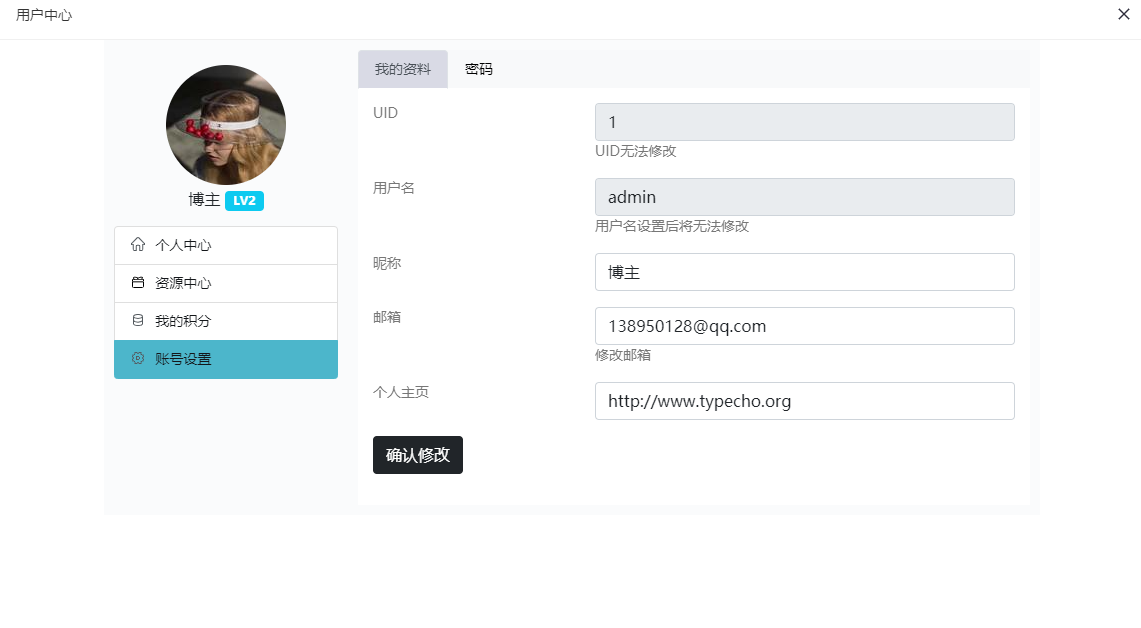 用户中心
博主 LV2
个人中心
资源中心
我的积分
账号设置
我的资料 密码
UID
1
UID无法修改
用户名
admin
用户名设置后将无法修改
昵称
博主
邮箱
138950128@qq.com
修改邮箱
个人主页
http://www.typecho.org
确认修改